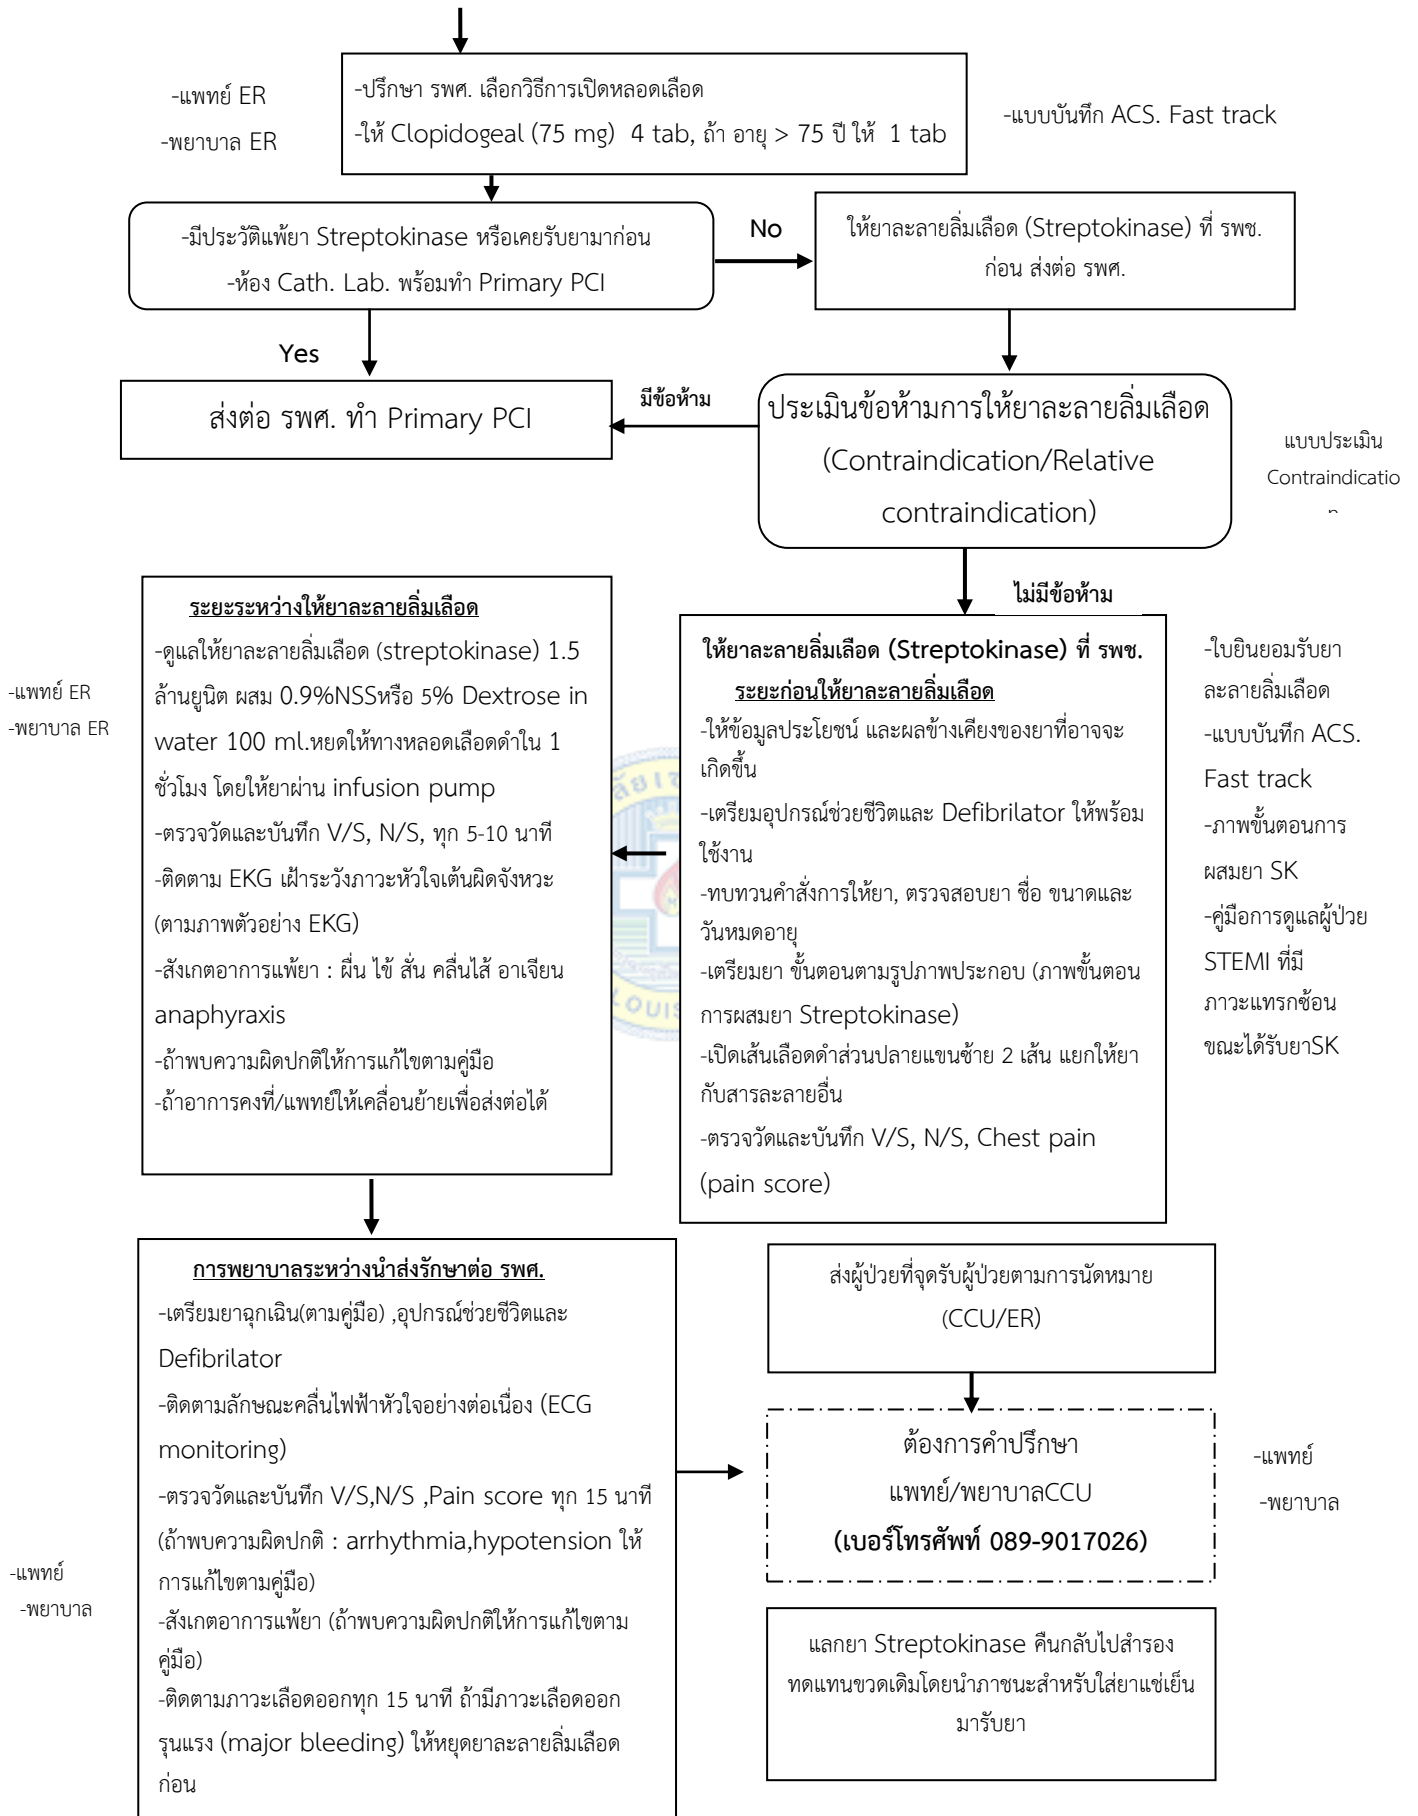 -แพทย์ ER
-พยาบาล ER
-ปรึกษา รพศ. เลือกวิธีการเปิดหลอดเลือด
-ให้ Clopidogeal (75 mg)  4 tab, ถ้า อายุ > 75 ปี ให้  1 tab
-แบบบันทึก ACS. Fast track
-มีประวัติแพ้ยา Streptokinase หรือเคยรับยามาก่อน
-ห้อง Cath. Lab. พร้อมทำ Primary PCI
No
ให้ยาละลายลิ่มเลือด (Streptokinase) ที่ รพช.
ก่อน ส่งต่อ รพศ.
Yes
ส่งต่อ รพศ. ทำ Primary PCI
มีข้อห้าม
ประเมินข้อห้ามการให้ยาละลายลิ่มเลือด
(Contraindication/Relative
contraindication)
แบบประเมิน
Contraindicatio
n
ไม่มีข้อห้าม
-แพทย์ ER
-พยาบาล ER
ระยะระหว่างให้ยาละลายลิ่มเลือด
-ดูแลให้ยาละลายลิ่มเลือด (streptokinase) 1.5
ล้านยูนิต ผสม 0.9%NSSหรือ 5% Dextrose in
water 100 ml.หยดให้ทางหลอดเลือดดำใน 1
ชั่วโมง โดยให้ยาผ่าน infusion pump
-ตรวจวัดและบันทึก V/S, N/S, ทุก 5-10 นาที
-ติดตาม EKG เฝ้าระวังภาวะหัวใจเต้นผิดจังหวะ
(ตามภาพตัวอย่าง EKG)
-สังเกตอาการแพ้ยา : ผื่น ไข้ สั่น คลื่นไส้ อาเจียน
anaphyraxis
-ถ้าพบความผิดปกติให้การแก้ไขตามคู่มือ
-ถ้าอาการคงที่/แพทย์ให้เคลื่อนย้ายเพื่อส่งต่อได้
ให้ยาละลายลิ่มเลือด (Streptokinase) ที่ รพช.
ระยะก่อนให้ยาละลายลิ่มเลือด
-ให้ข้อมูลประโยชน์ และผลข้างเคียงของยาที่อาจจะ
เกิดขึ้น
-เตรียมอุปกรณ์ช่วยชีวิตและ Defibrilator ให้พร้อม
ใช้งาน
-ทบทวนคำสั่งการให้ยา, ตรวจสอบยา ชื่อ ขนาดและ
วันหมดอายุ
-เตรียมยา ขั้นตอนตามรูปภาพประกอบ (ภาพขั้นตอน
การผสมยา Streptokinase)
-เปิดเส้นเลือดดำส่วนปลายแขนซ้าย 2 เส้น แยกให้ยา
กับสารละลายอื่น
-ตรวจวัดและบันทึก V/S, N/S, Chest pain
(pain score)
-ใบยินยอมรับยา
ละลายลิ่มเลือด
-แบบบันทึก ACS.
Fast track
-ภาพขั้นตอนการ
ผสมยา SK
-คู่มือการดูแลผู้ป่วย
STEMI ที่มี
ภาวะแทรกซ้อน
ขณะได้รับยาSK
-แพทย์
-พยาบาล
การพยาบาลระหว่างนำส่งรักษาต่อ รพศ.
-เตรียมยาฉุกเฉิน(ตามคู่มือ) ,อุปกรณ์ช่วยชีวิตและ
Defibrilator
-ติดตามลักษณะคลื่นไฟฟ้าหัวใจอย่างต่อเนื่อง (ECG
monitoring)
-ตรวจวัดและบันทึก V/S,N/S ,Pain score ทุก 15 นาที
(ถ้าพบความผิดปกติ : arrhythmia,hypotension ให้
การแก้ไขตามคู่มือ)
-สังเกตอาการแพ้ยา (ถ้าพบความผิดปกติให้การแก้ไขตาม
คู่มือ)
-ติดตามภาวะเลือดออกทุก 15 นาที ถ้ามีภาวะเลือดออก
รุนแรง (major bleeding) ให้หยุดยาละลายลิ่มเลือด
ก่อน
ส่งผู้ป่วยที่จุดรับผู้ป่วยตามการนัดหมาย
(CCU/ER)
ต้องการคำปรึกษา
แพทย์/พยาบาลCCU
(เบอร์โทรศัพท์ 089-9017026)
-แพทย์
-พยาบาล
แลกยา Streptokinase คืนกลับไปสำรอง
ทดแทนขวดเดิมโดยนำภาชนะสำหรับใส่ยาแช่เย็น
มารับยา